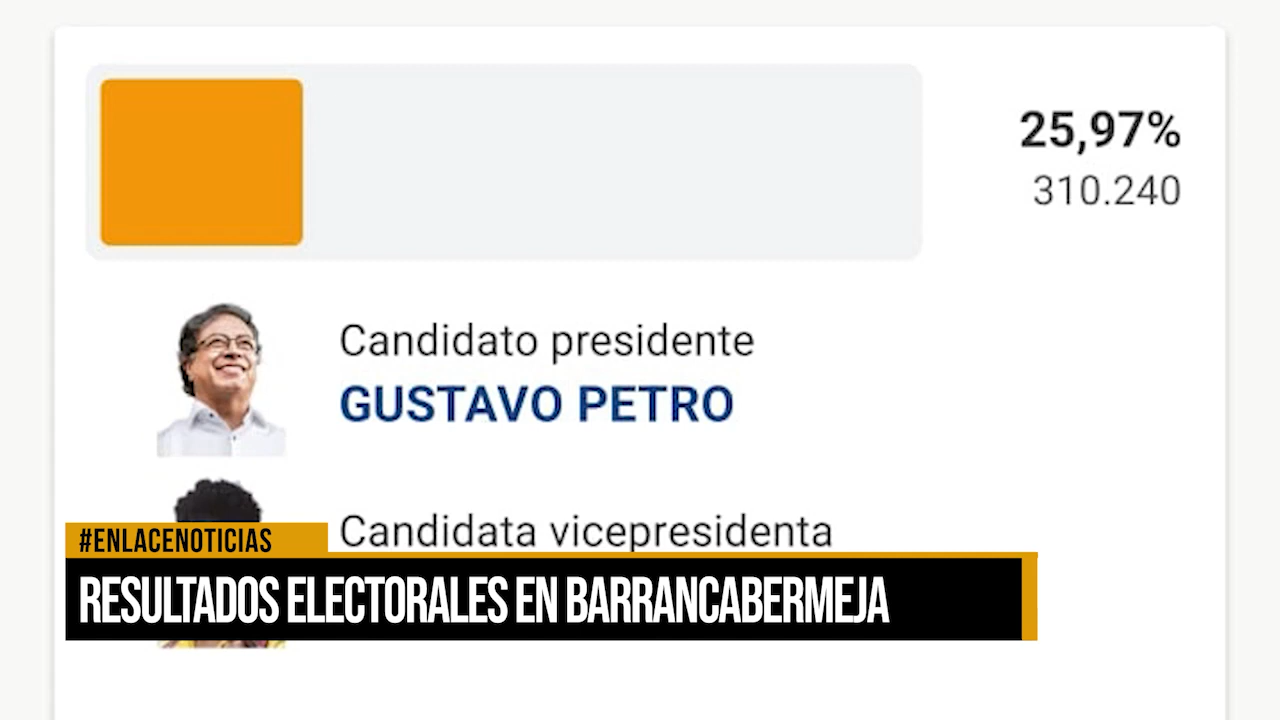 25,97%
310.240
Candidato presidente
GUSTAVO PETRO
Candidata vicepresidenta
#ENLACENOTICIAS
RESULTADOS ELECTORALES EN BARRANCABERMEJA